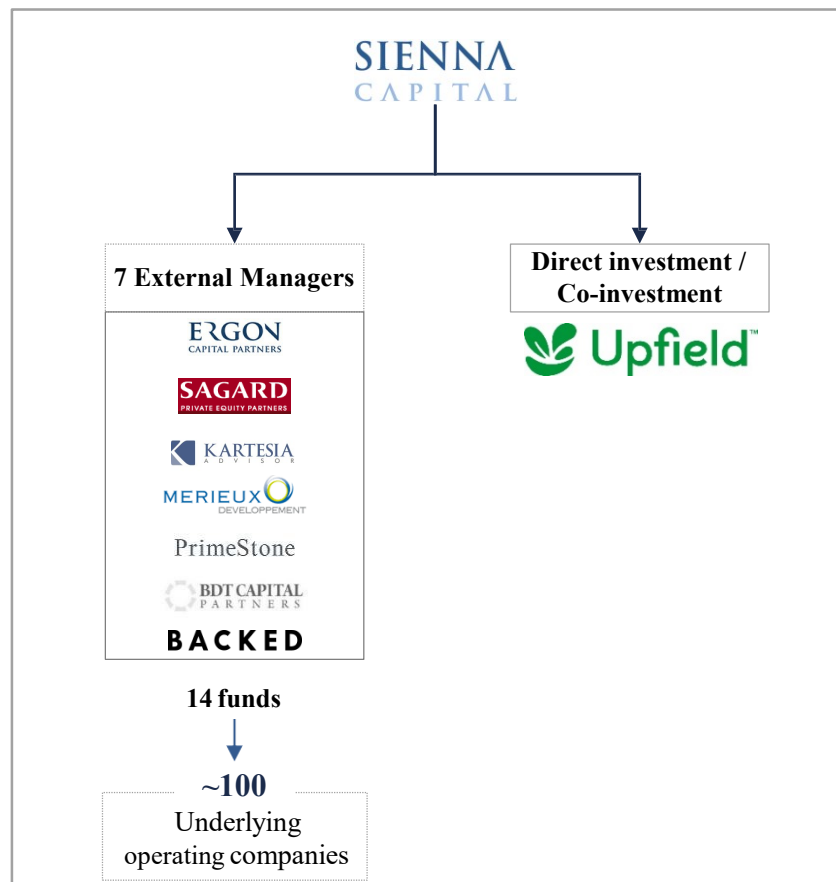 SIENNA
CAPITAL
7 External Managers
ERGON
CAPITAL PARTNERS
SAGARD
PRIVATE EQUITY PARTNERS
KARTESIA
ADVISOR
MERIEUX
DEVELOPPEMENT
PrimeStone
BDT CAPITAL
PARTNERS
BACKED
14 funds
~100
Underlying
operating companies
Direct investment /
Co-investment
Upfield™